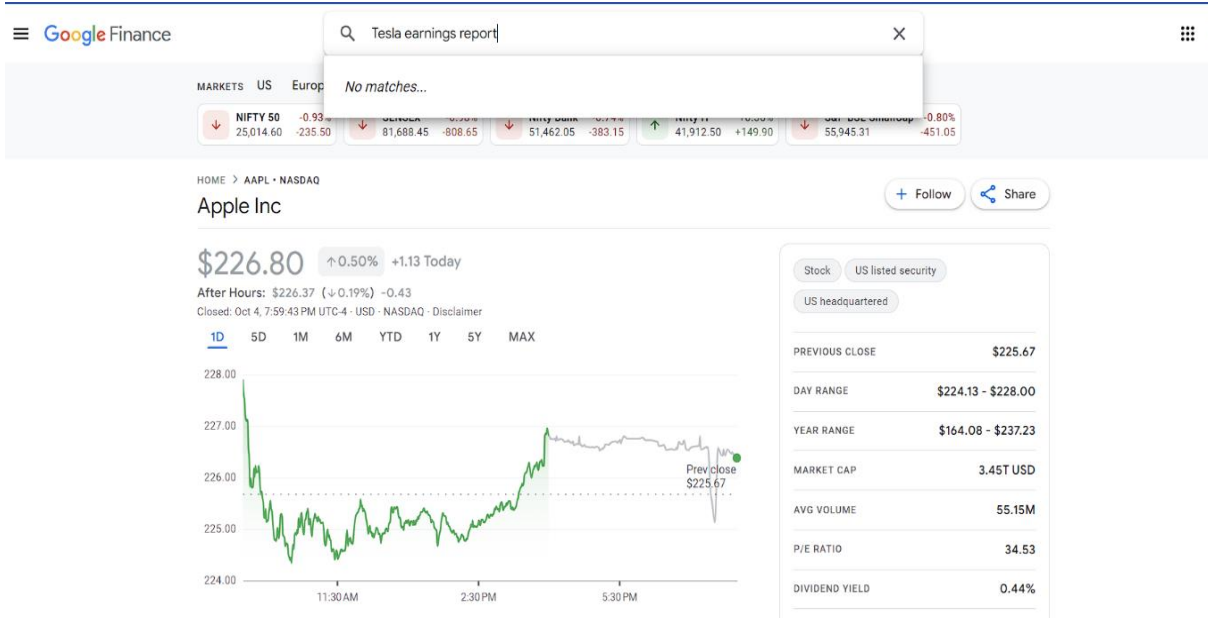 Google Finance
Tesla earnings report
No matches...
MARKETS US Europ
NIFTY 50 -0.93%
25,014.60 -235.50
81,688.45 -808.65
51,462.05 -383.15
41,912.50 +149.90
-0.80%
55,945.31 -451.05
HOME > AAPL • NASDAQ
Apple Inc
+ Follow
Share
$226.80 ↑0.50% +1.13 Today
After Hours: $226.37 (↓0.19%) -0.43
Closed: Oct 4, 7:59:43 PM UTC-4 · USD · NASDAQ · Disclaimer
1D 5D 1M 6M YTD 1Y 5Y MAX
228.00
227.00
226.00
225.00
224.00
Prev close
$225.67
11:30 AM 2:30 PM 5:30 PM
Stock US listed security
US headquartered
PREVIOUS CLOSE $225.67
DAY RANGE $224.13 - $228.00
YEAR RANGE $164.08 - $237.23
MARKET CAP 3.45T USD
AVG VOLUME 55.15M
P/E RATIO 34.53
DIVIDEND YIELD 0.44%